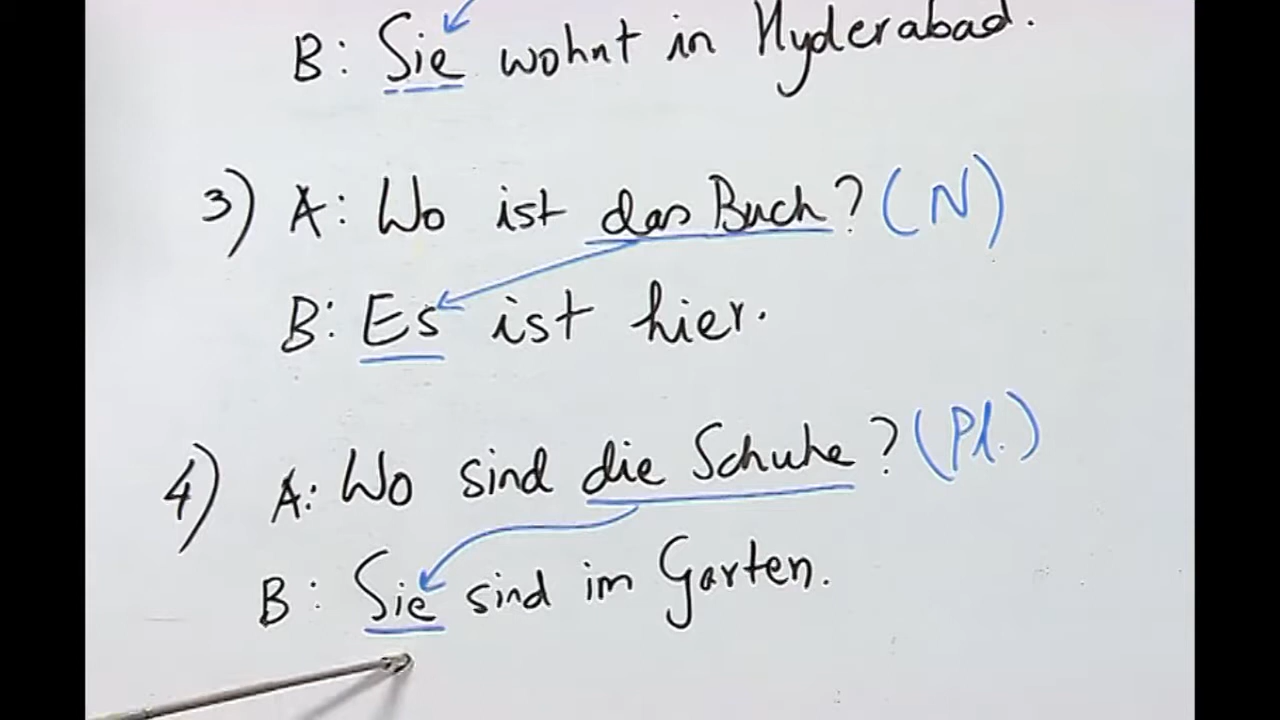 B: Sie wohnt in Hyderabad.
3) A: Wo ist das Buch? (N)
B: Es ist hier.
4) A: Wo sind die Schuhe? (Pl.)
B: Sie sind im Garten.